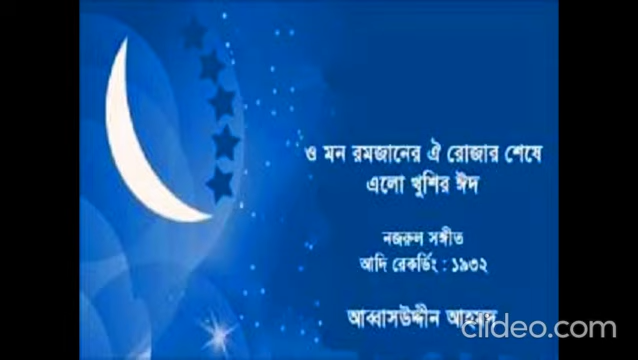 ও মন রমজানের ঐ রোজার শেষে
এলো খুশির ঈদ
নজরুল সঙ্গীত
আদি রেকর্ডিং : ১৯৩২
আব্বাসউদ্দীন আহমদ
clideo.com